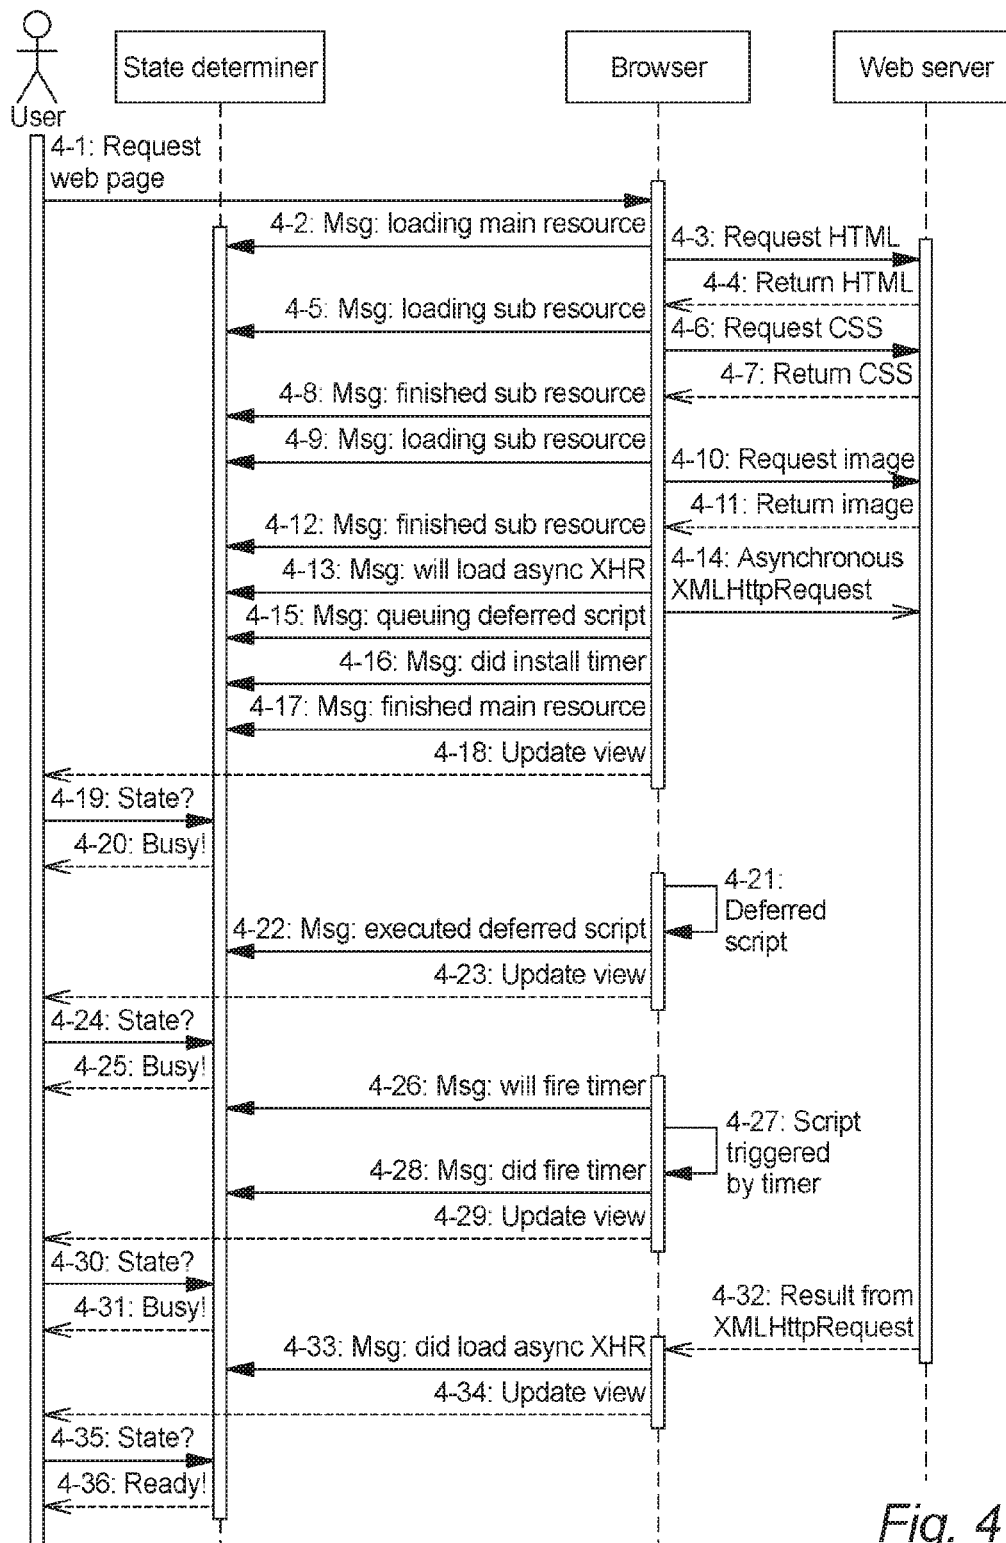 State determiner
Browser
Web server
User
4-1: Request
web page
4-2: Msg: loading main resource
4-3: Request HTML
4-4: Return HTML
4-5: Msg: loading sub resource
4-6: Request CSS
4-7: Return CSS
4-8: Msg: finished sub resource
4-9: Msg: loading sub resource
4-10: Request image
4-11: Return image
4-12: Msg: finished sub resource
4-13: Msg: will load async XHR
4-14: Asynchronous
XMLHttpRequest
4-15: Msg: queuing deferred script
4-16: Msg: did install timer
4-17: Msg: finished main resource
4-18: Update view
4-19: State?
4-20: Busy!
4-21:
Deferred
script
4-22: Msg: executed deferred script
4-23: Update view
4-24: State?
4-25: Busy!
4-26: Msg: will fire timer
4-27: Script
triggered
by timer
4-28: Msg: did fire timer
4-29: Update view
4-30: State?
4-31: Busy!
4-32: Result from
XMLHttpRequest
4-33: Msg: did load async XHR
4-34: Update view
4-35: State?
4-36: Ready!
Fig. 4